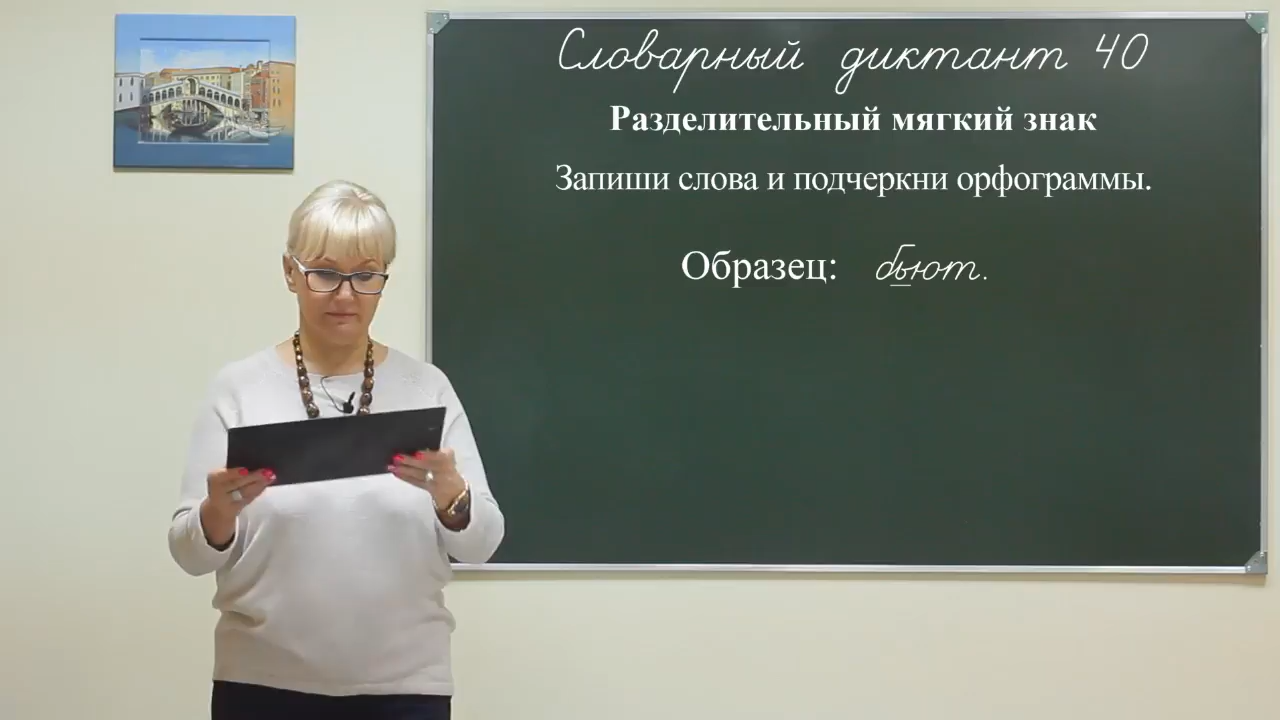 Словарный диктант 40
Разделительный мягкий знак
Запиши слова и подчеркни орфограммы.
Образец: бьют.